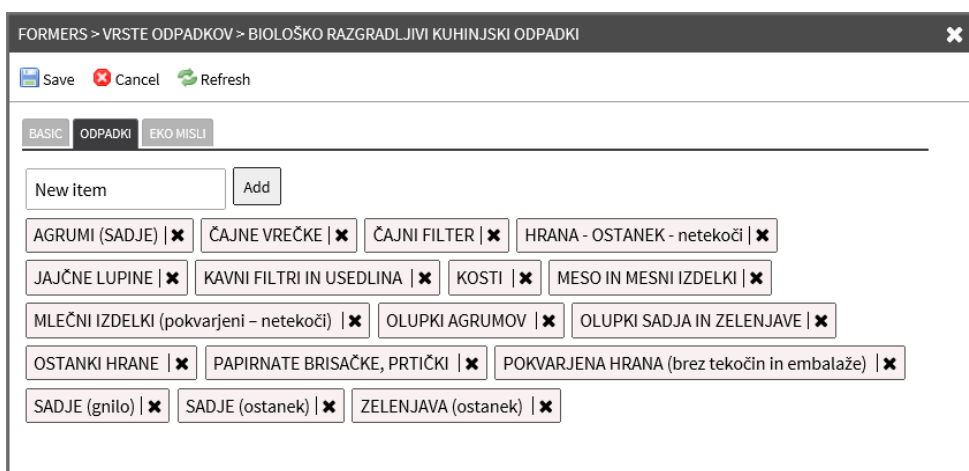 FORMERS > VRSTE ODPADKOV > BIOLOŠKO RAZGRADLJIVI KUHINJSKI ODPADKI
Save Cancel Refresh
BASIC ODPADKI EKO MISLI
New item Add
AGRUMI (SADJE) | ČAJNE VREČKE | ČAJNI FILTER | HRANA - OSTANEK - netekoči |
JAJČNE LUPINE | KAVNI FILTRI IN USEDLINA | KOSTI | MESO IN MESNI IZDELKI |
MLEČNI IZDELKI (pokvarjeni – netekoči) | OLUPKI AGRUMOV | OLUPKI SADJA IN ZELENJAVE |
OSTANKI HRANE | PAPIRNATE BRISAČKE, PRTIČKI | POKVARJENA HRANA (brez tekočin in embalaže) |
SADJE (gnilo) | SADJE (ostanek) | ZELENJAVA (ostanek) |